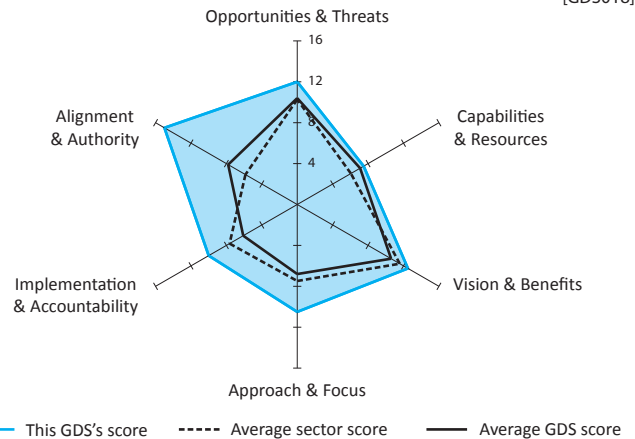 Opportunities & Threats
16
12
8
4
Alignment
& Authority
Capabilities
& Resources
Implementation
& Accountability
Vision & Benefits
Approach & Focus
This GDS's score
Average sector score
Average GDS score